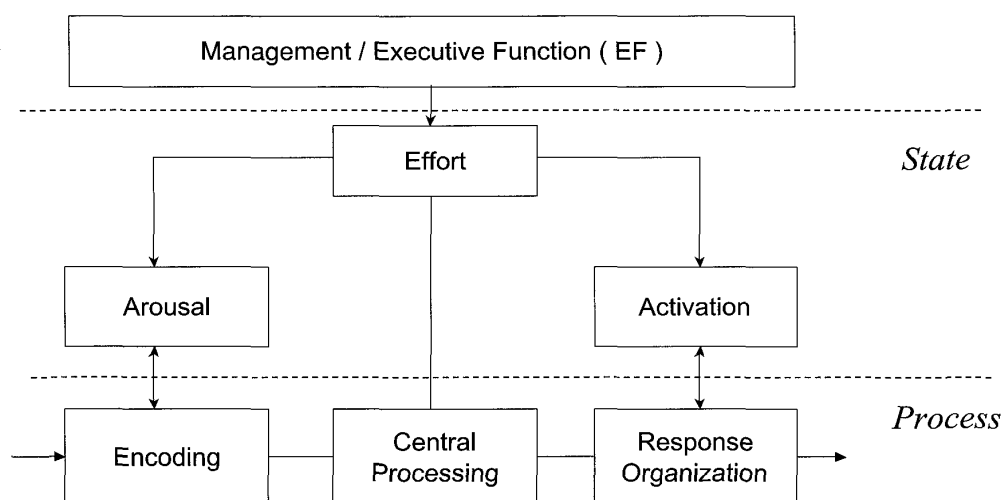 Management / Executive Function ( EF )
Effort
State
Arousal
Activation
Process
Encoding
Central
Processing
Response
Organization